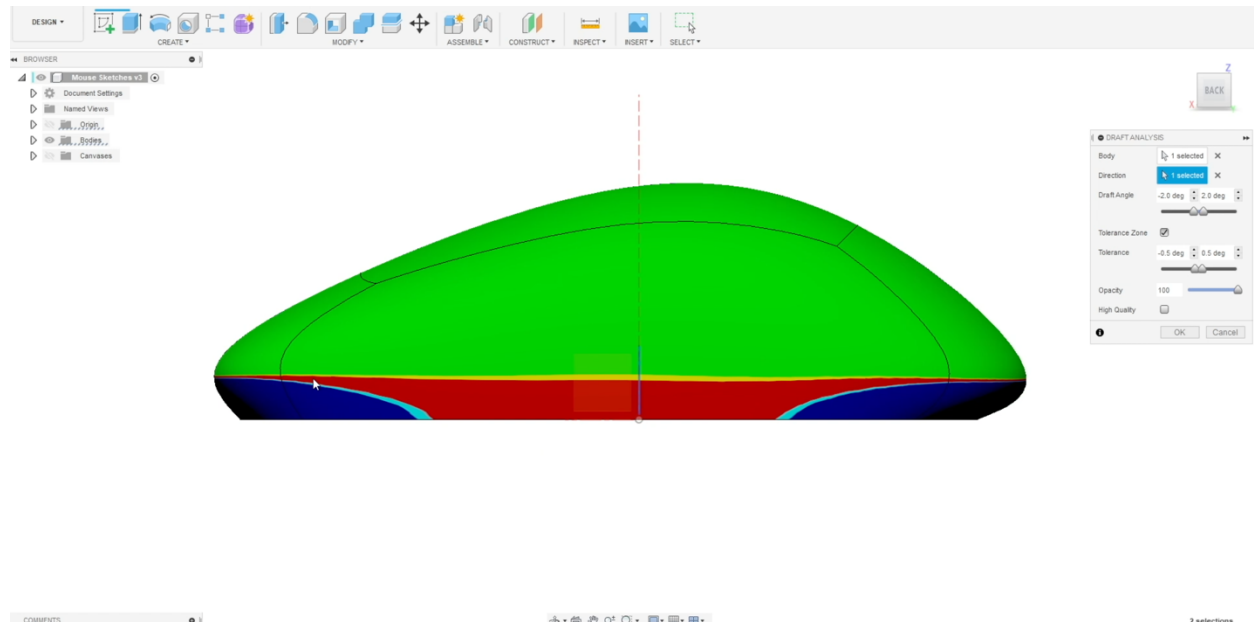 DESIGN
CREATE
MODIFY
ASSEMBLE
CONSTRUCT
INSPECT
INSERT
SELECT
BROWSER
Mouse Sketches v3
Document Settings
Named Views
Origin
Bodies
Canvases
Z
BACK
X
DRAFT ANALYSIS
Body 1 selected
Direction 1 selected
Draft Angle -2.0 deg 2.0 deg
Tolerance Zone
Tolerance -0.5 deg 0.5 deg
Opacity 100
High Quality
OK Cancel
COMMENTS
2 selections